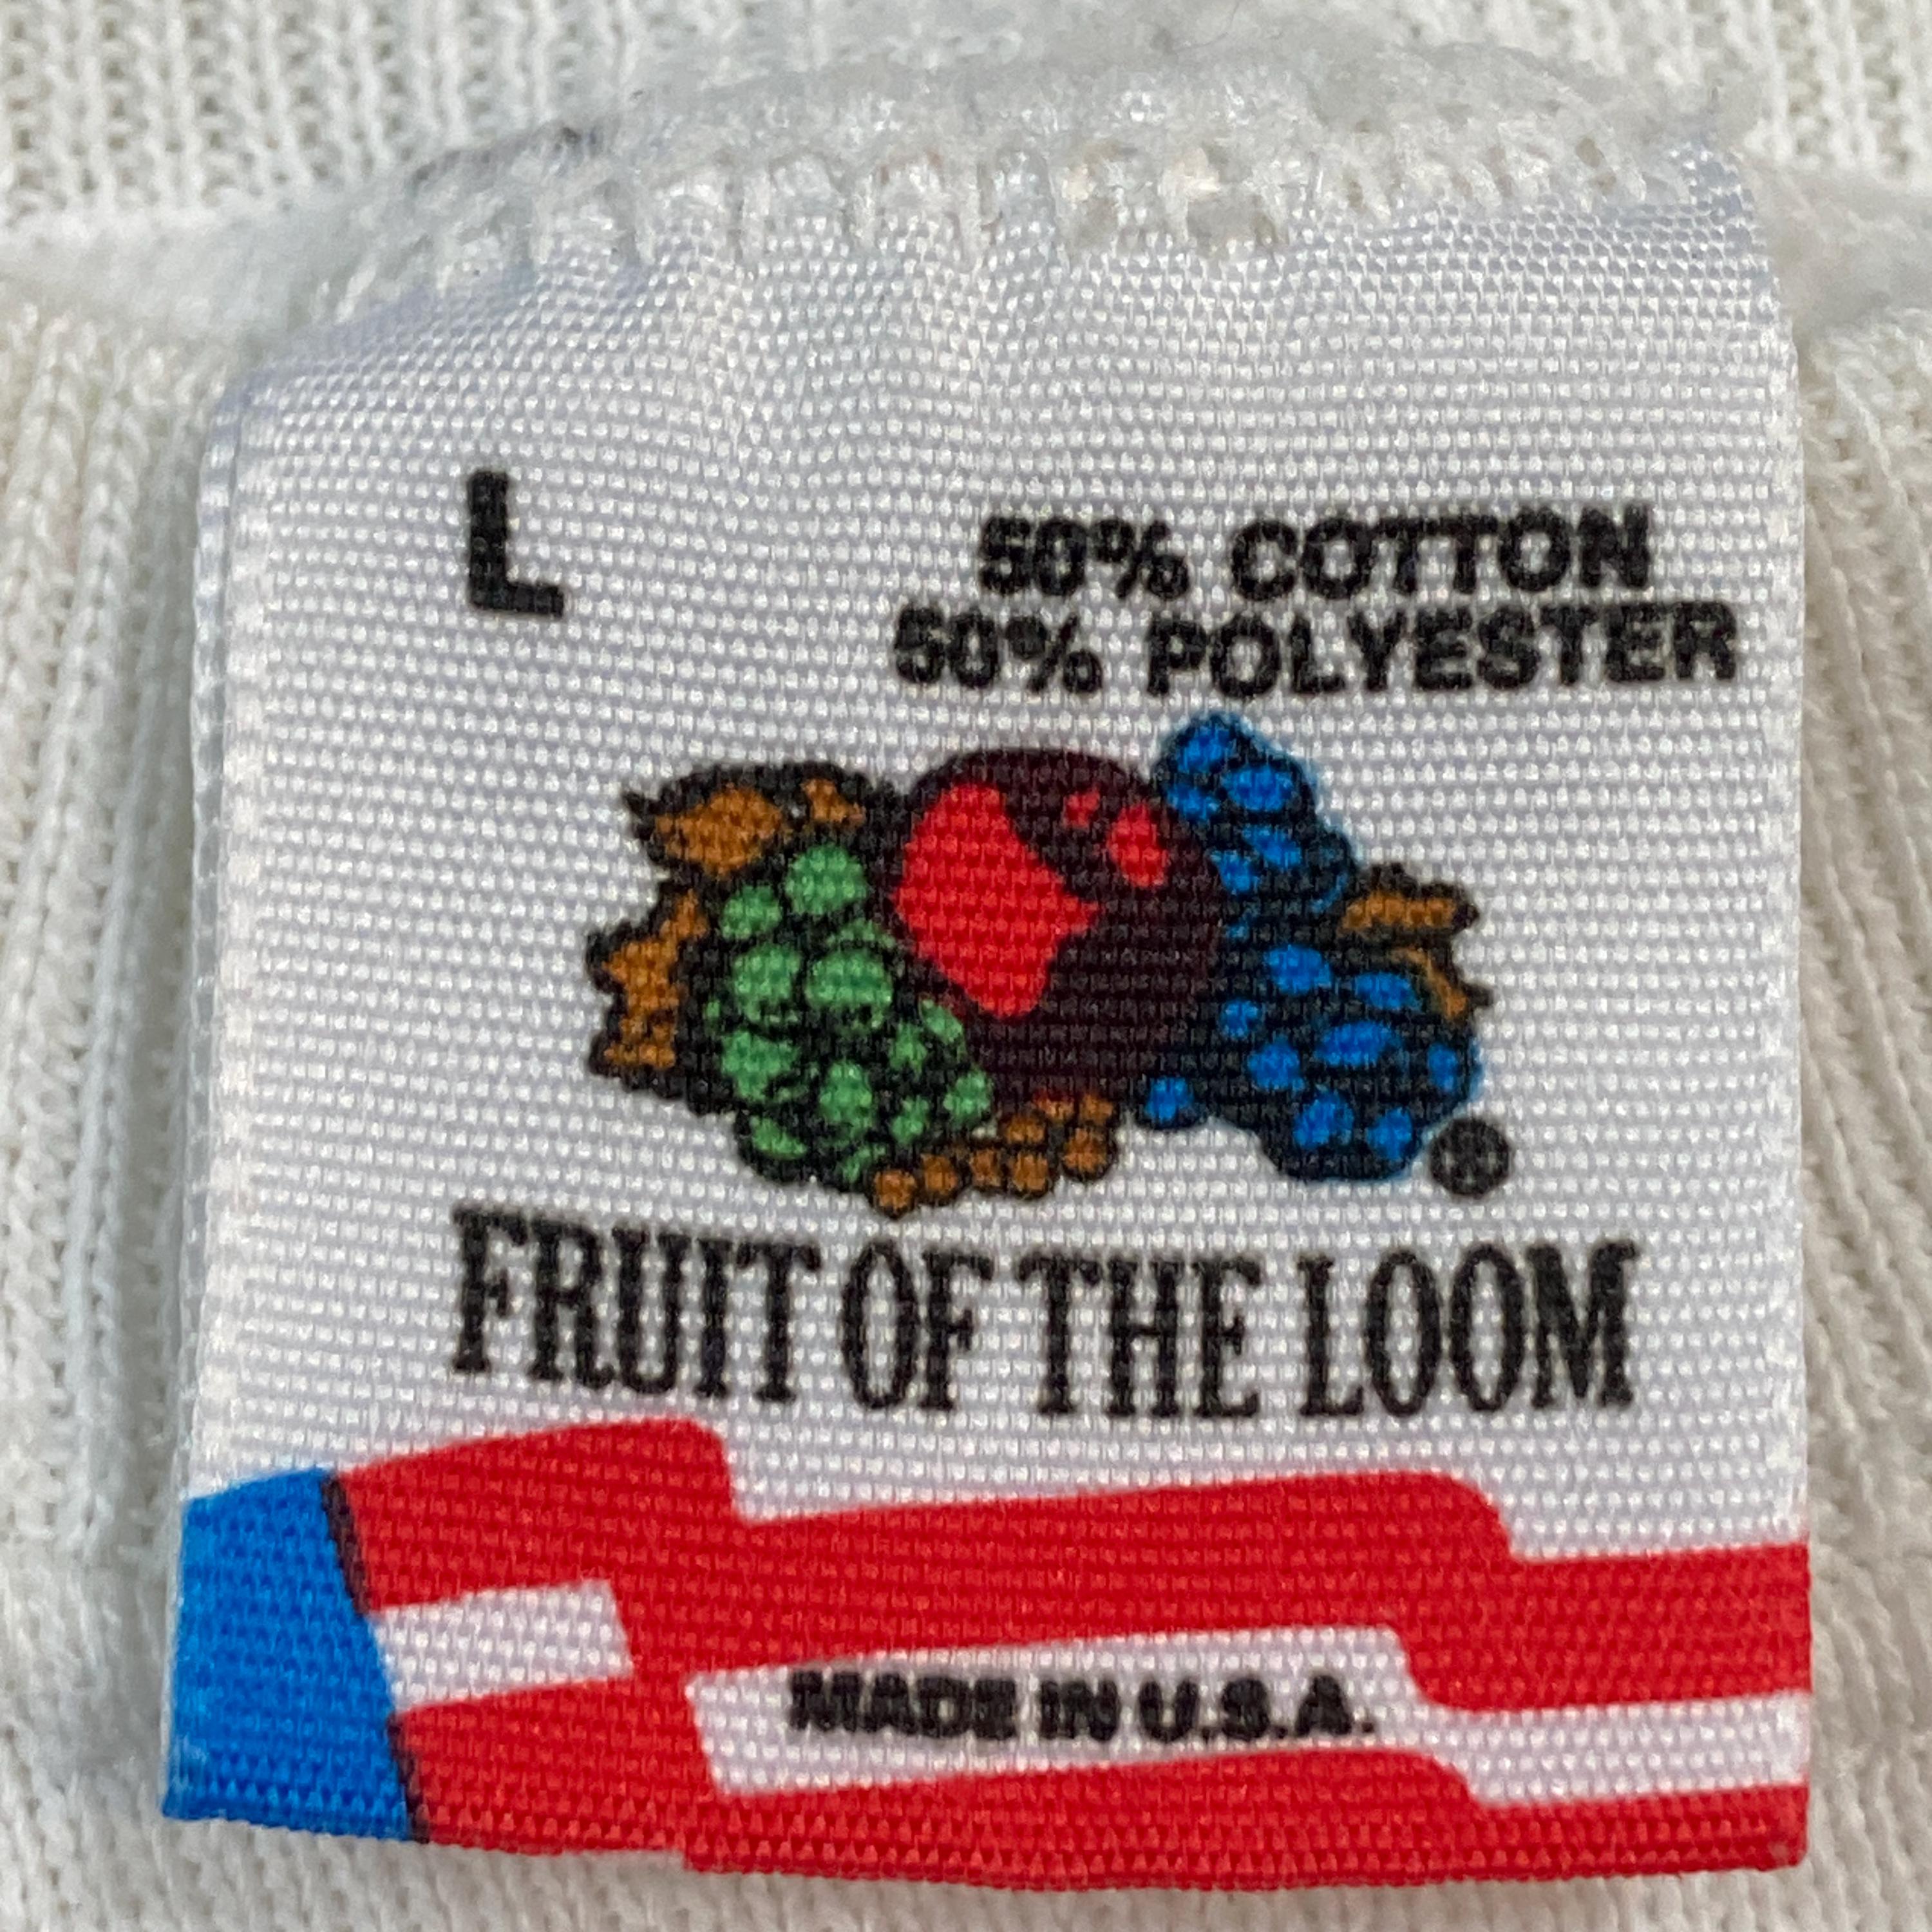 L
50% COTTON
50% POLYESTER
®
FRUIT OF THE LOOM
MADE IN U.S.A.